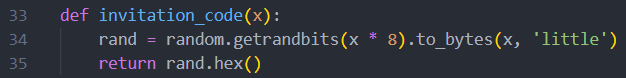 33 def invitation_code(x):
34     rand = random.getrandbits(x * 8).to_bytes(x, 'little')
35     return rand.hex()